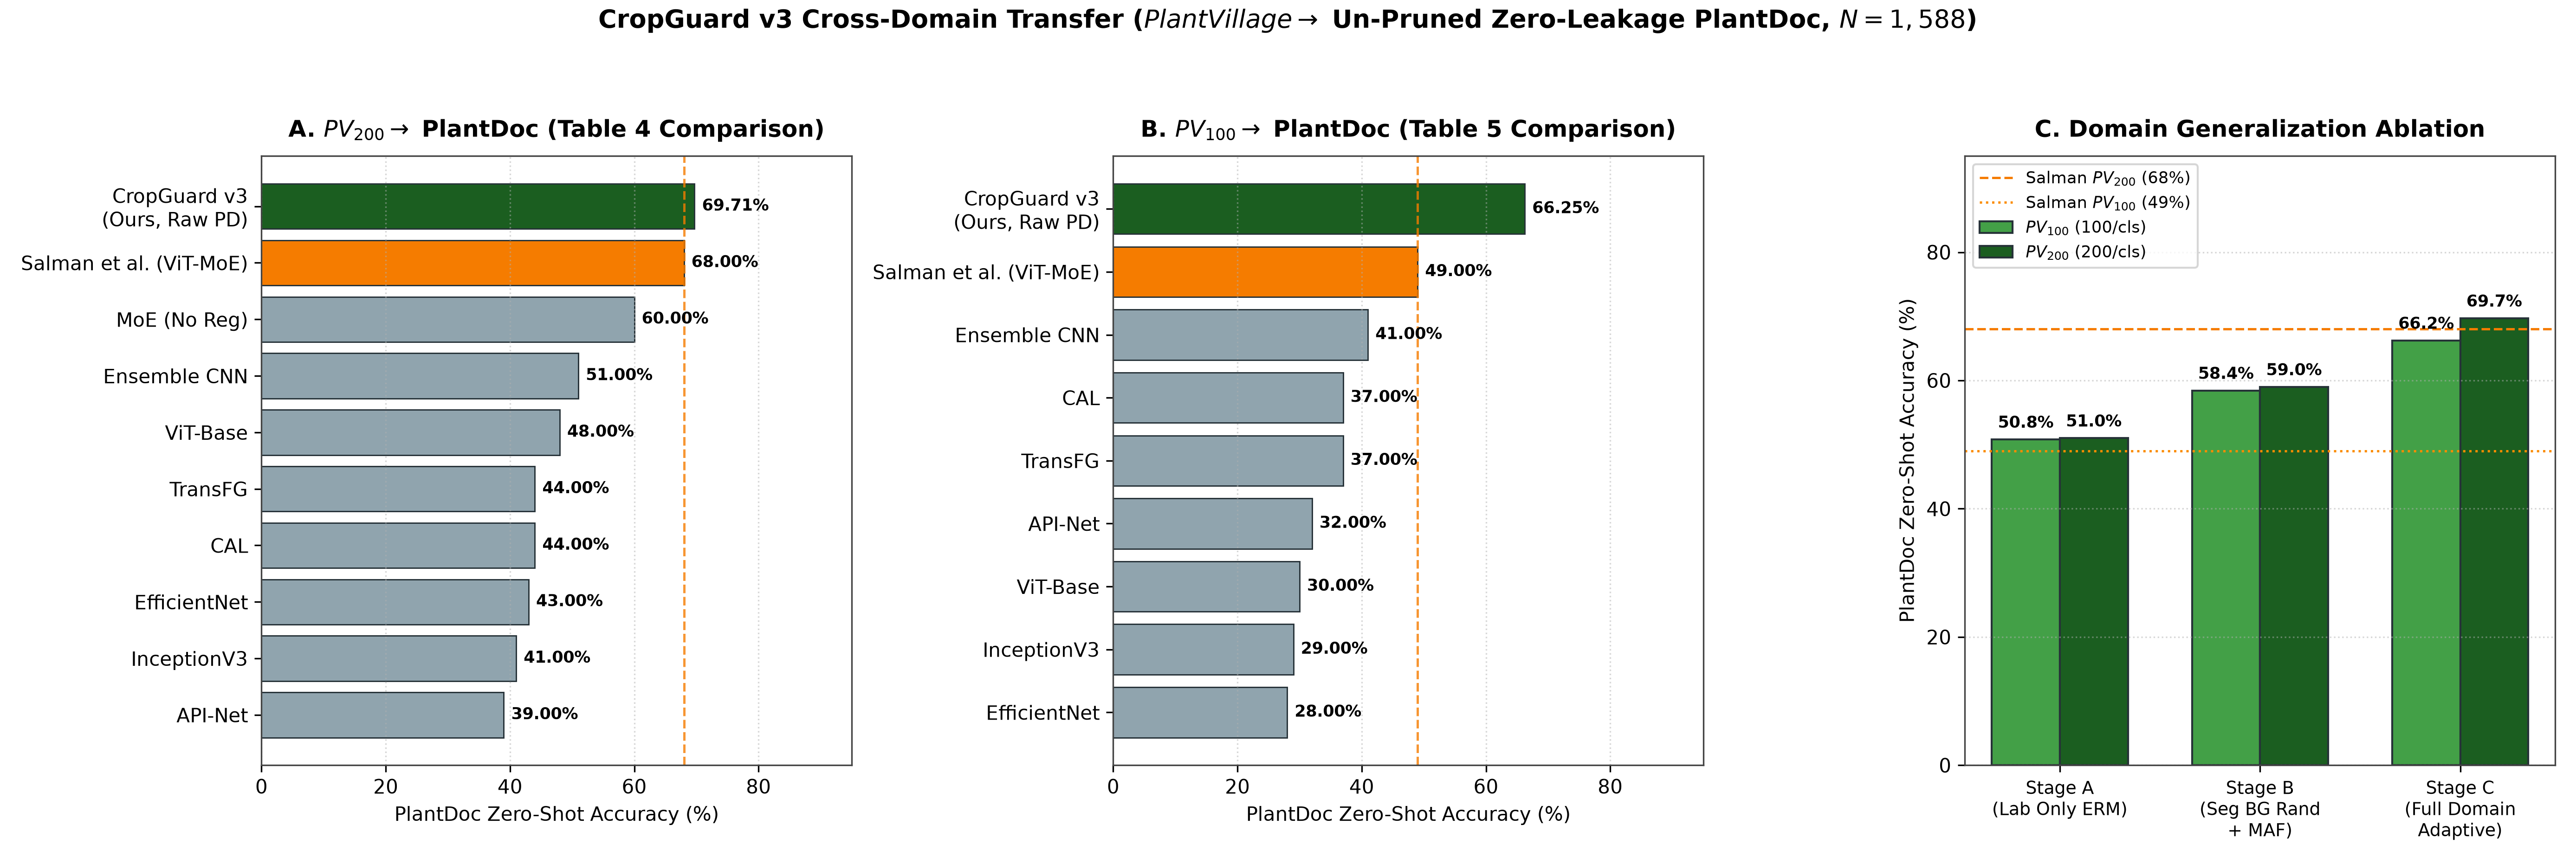 CropGuard v3 Cross-Domain Transfer (PlantVillage → Un-Pruned Zero-Leakage PlantDoc, N = 1,588)
A. PV₂₀₀ → PlantDoc (Table 4 Comparison)
CropGuard v3
(Ours, Raw PD)
69.71%
Salman et al. (ViT-MoE)
68.00%
MoE (No Reg)
60.00%
Ensemble CNN
51.00%
ViT-Base
48.00%
TransFG
44.00%
CAL
44.00%
EfficientNet
43.00%
InceptionV3
41.00%
API-Net
39.00%
0 20 40 60 80
PlantDoc Zero-Shot Accuracy (%)
B. PV₁₀₀ → PlantDoc (Table 5 Comparison)
CropGuard v3
(Ours, Raw PD)
66.25%
Salman et al. (ViT-MoE)
49.00%
Ensemble CNN
41.00%
CAL
37.00%
TransFG
37.00%
API-Net
32.00%
ViT-Base
30.00%
InceptionV3
29.00%
EfficientNet
28.00%
0 20 40 60 80
PlantDoc Zero-Shot Accuracy (%)
C. Domain Generalization Ablation
Salman PV₂₀₀ (68%)
Salman PV₁₀₀ (49%)
PV₁₀₀ (100/cls)
PV₂₀₀ (200/cls)
PlantDoc Zero-Shot Accuracy (%)
80
60
40
20
0
50.8% 51.0%
58.4% 59.0%
66.2% 69.7%
Stage A
(Lab Only ERM)
Stage B
(Seg BG Rand
+ MAF)
Stage C
(Full Domain
Adaptive)